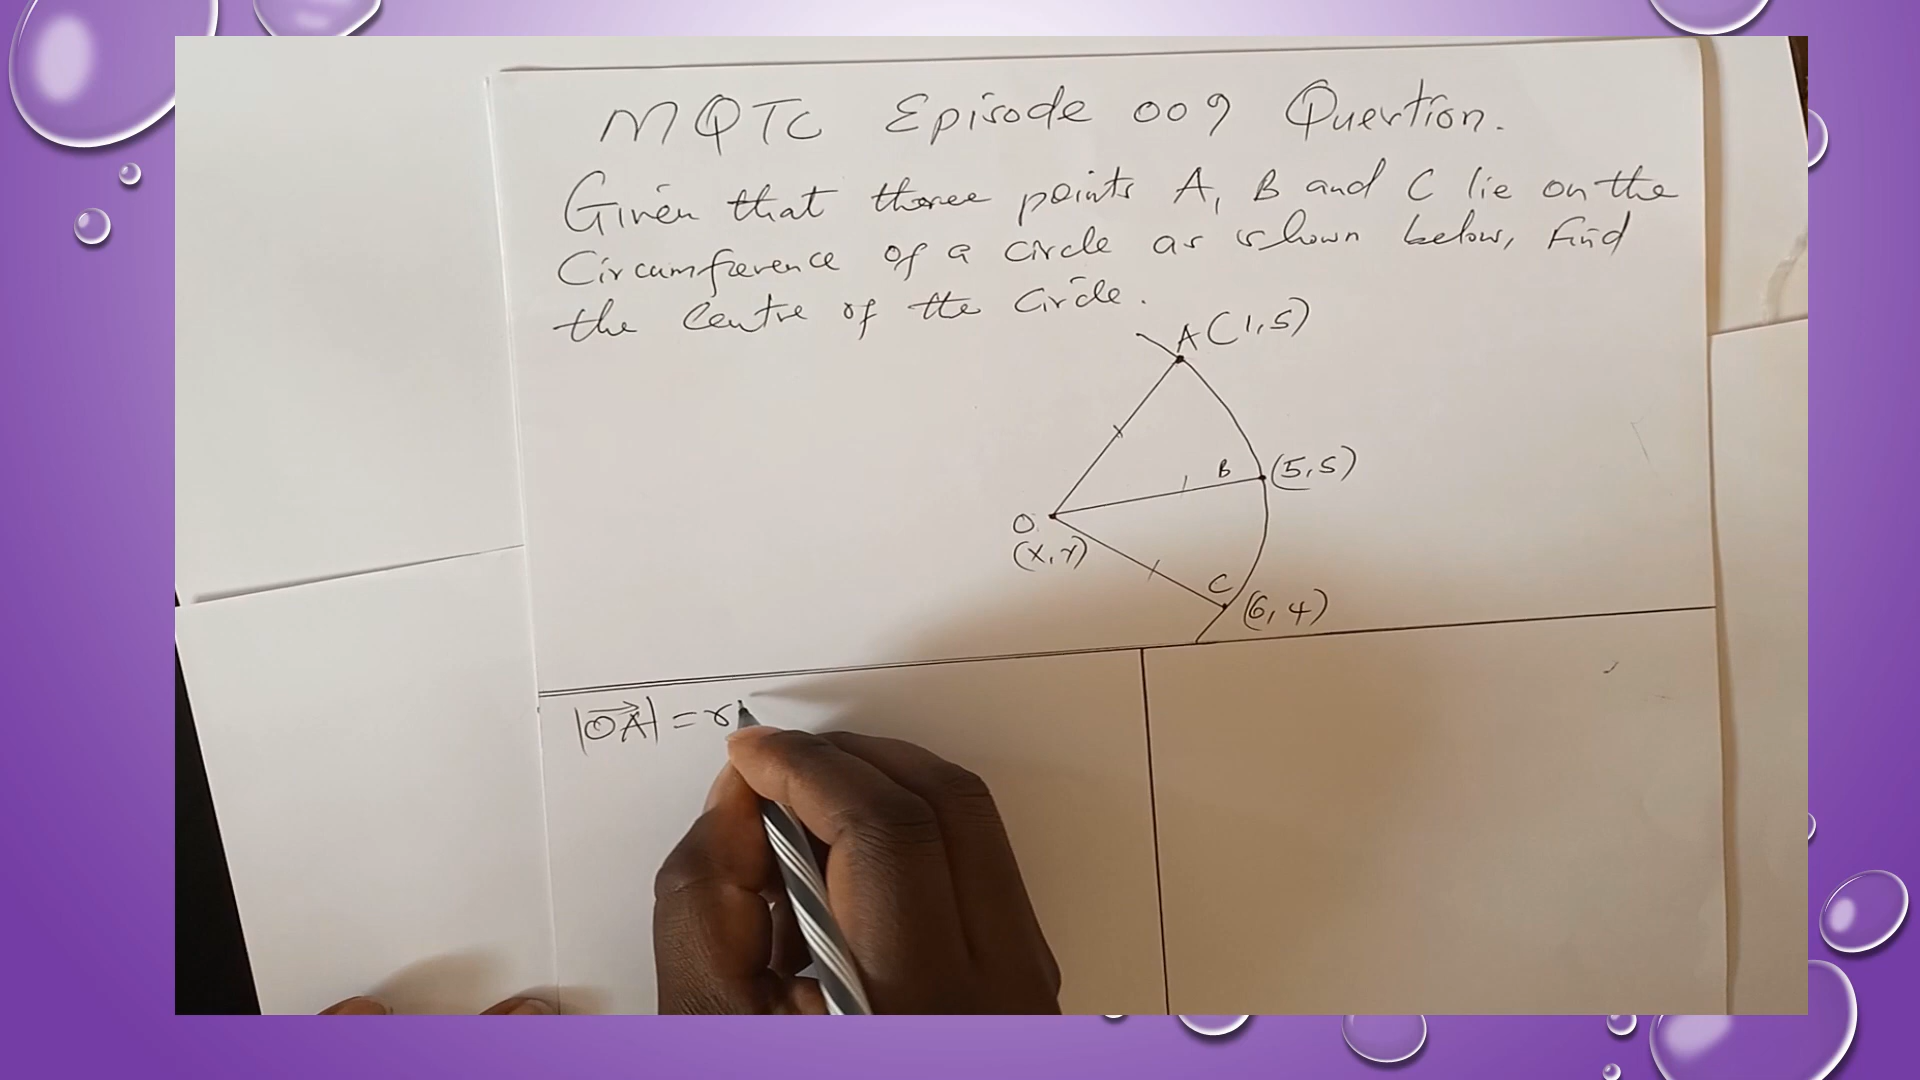 MQTC Episode 009 Question.
Given that three points A, B and C lie on the
Circumference of a circle as shown below, find
the Centre of the Circle.
A(1,5)
B (5,5)
O
(x,y)
C
(6,4)
|OA| = r